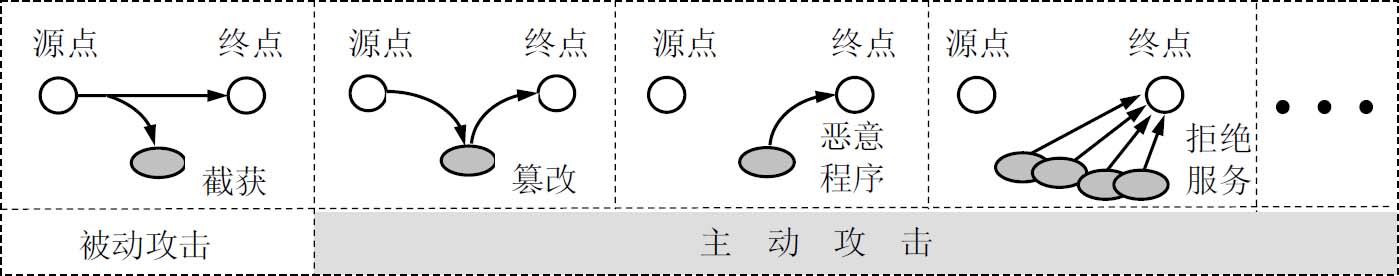 源点 终点 源点 终点 源点 终点 源点 终点
截获 篡改 恶意程序 拒绝服务
被动攻击 主动攻击